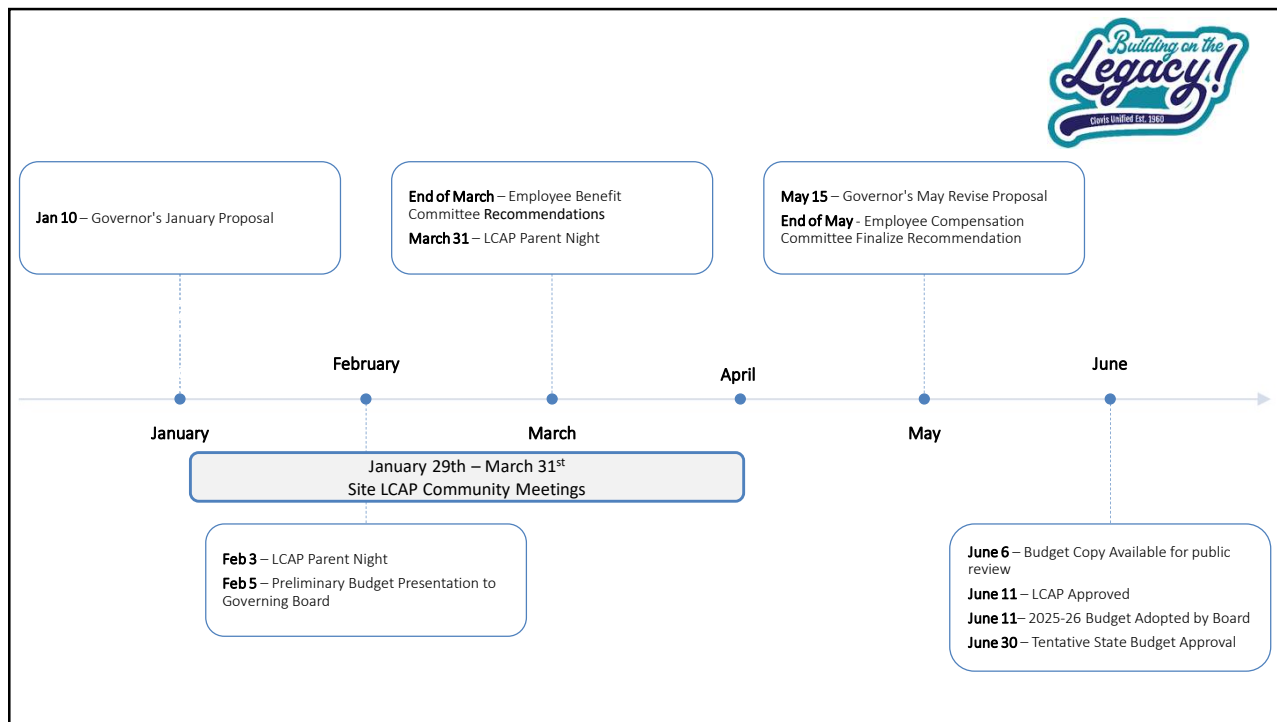 Building on the
Legacy!
Clovis Unified Est. 1960
Jan 10 – Governor's January Proposal
End of March – Employee Benefit
Committee Recommendations
March 31 – LCAP Parent Night
May 15 – Governor's May Revise Proposal
End of May - Employee Compensation
Committee Finalize Recommendation
February
April
June
January
March
May
January 29th – March 31st
Site LCAP Community Meetings
Feb 3 – LCAP Parent Night
Feb 5 – Preliminary Budget Presentation to
Governing Board
June 6 – Budget Copy Available for public
review
June 11 – LCAP Approved
June 11– 2025-26 Budget Adopted by Board
June 30 – Tentative State Budget Approval